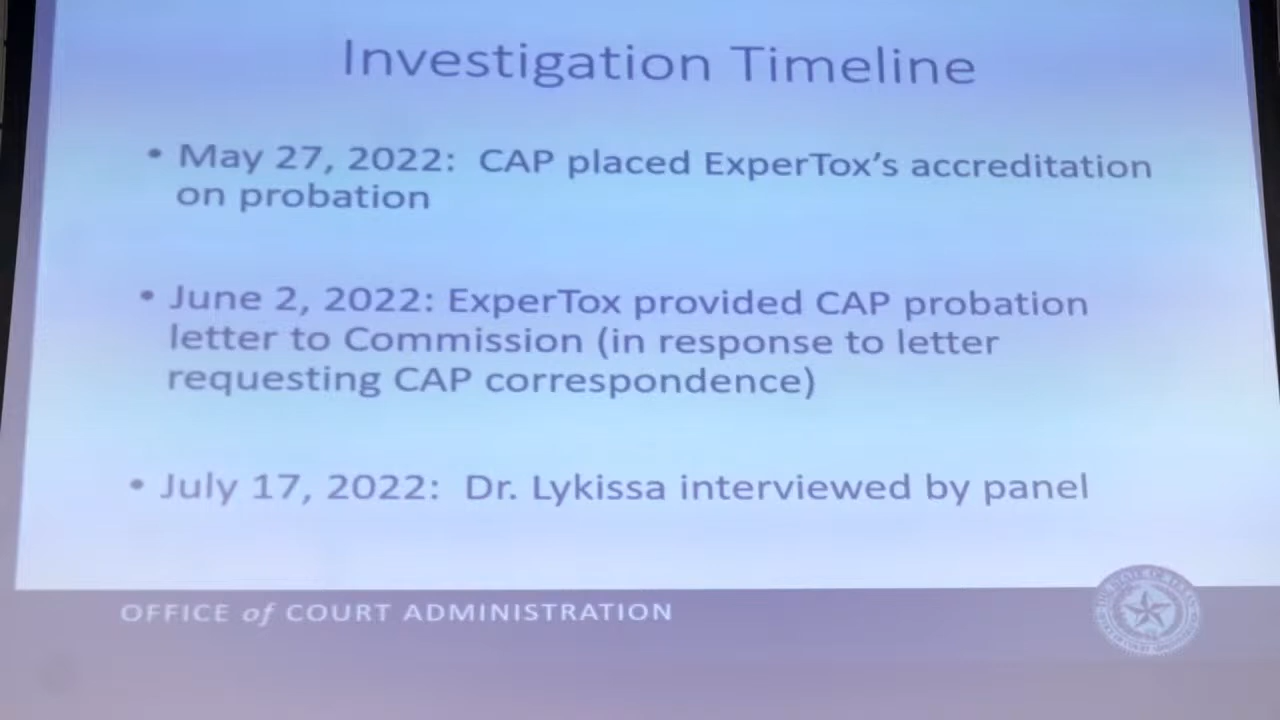 Investigation Timeline
• May 27, 2022: CAP placed ExperTox's accreditation
on probation
• June 2, 2022: ExperTox provided CAP probation
letter to Commission (in response to letter
requesting CAP correspondence)
• July 17, 2022: Dr. Lykissa interviewed by panel
OFFICE of COURT ADMINISTRATION